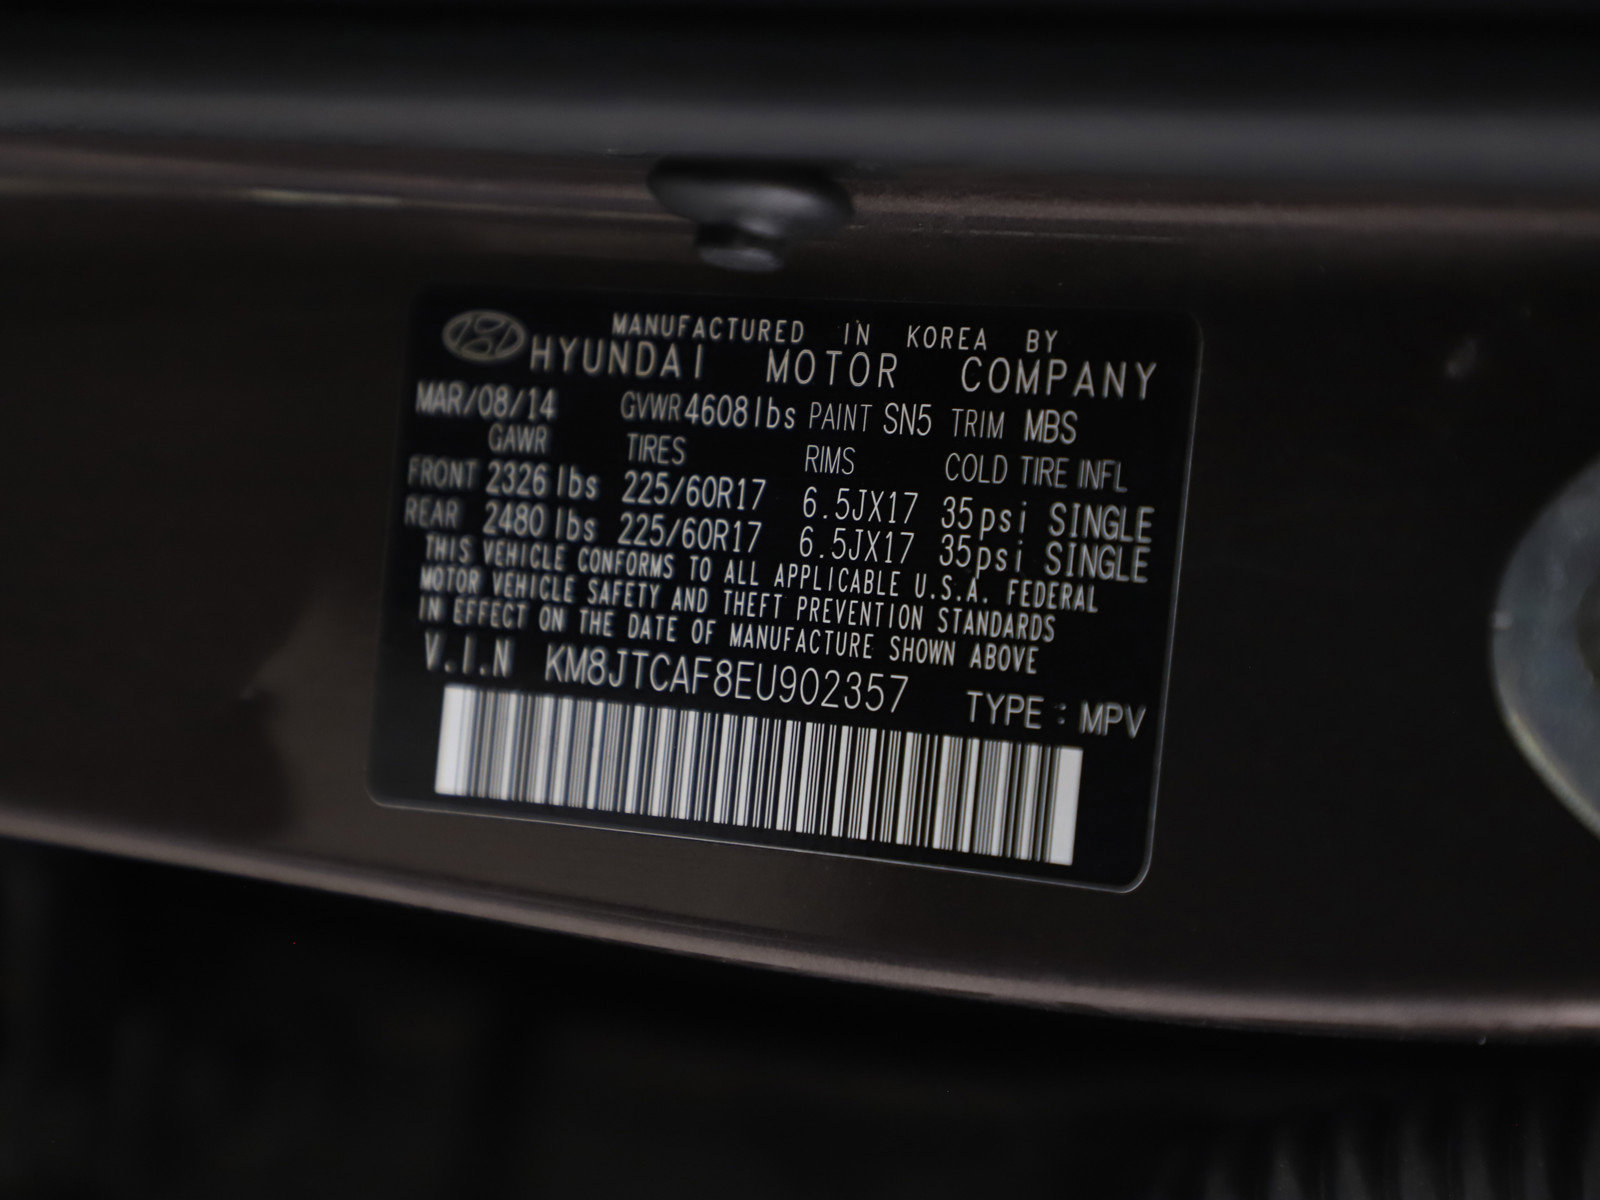 MANUFACTURED IN KOREA BY
HYUNDAI MOTOR COMPANY
MAR/08/14 GVWR 4608lbs PAINT SN5 TRIM MBS
GAWR TIRES RIMS COLD TIRE INFL
FRONT 2326 lbs 225/60R17 6.5JX17 35psi SINGLE
REAR 2480 lbs 225/60R17 6.5JX17 35psi SINGLE
THIS VEHICLE CONFORMS TO ALL APPLICABLE U.S.A. FEDERAL
MOTOR VEHICLE SAFETY AND THEFT PREVENTION STANDARDS
IN EFFECT ON THE DATE OF MANUFACTURE SHOWN ABOVE
V.I.N KM8JTCAF8EU902357 TYPE : MPV